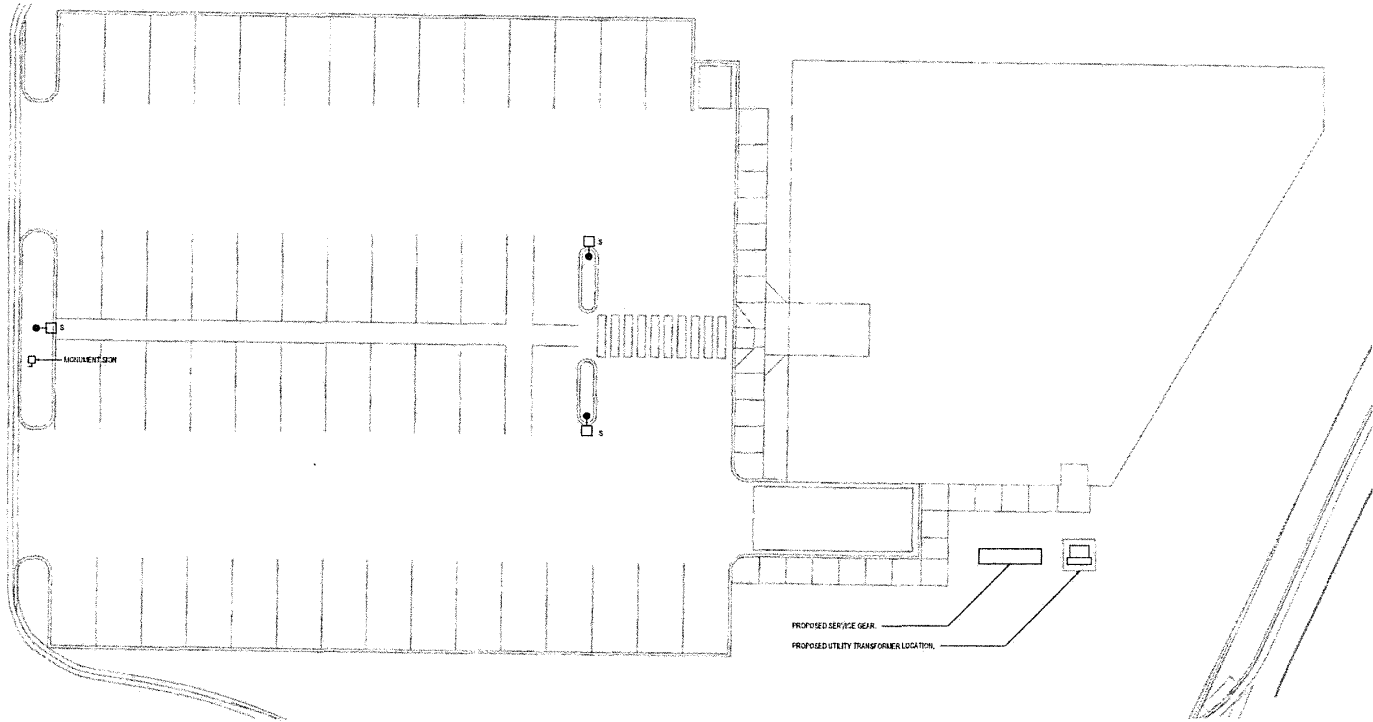 S
S
MONUMENT SIGN
S
PROPOSED SERVICE GEAR.
PROPOSED UTILITY TRANSFORMER LOCATION.